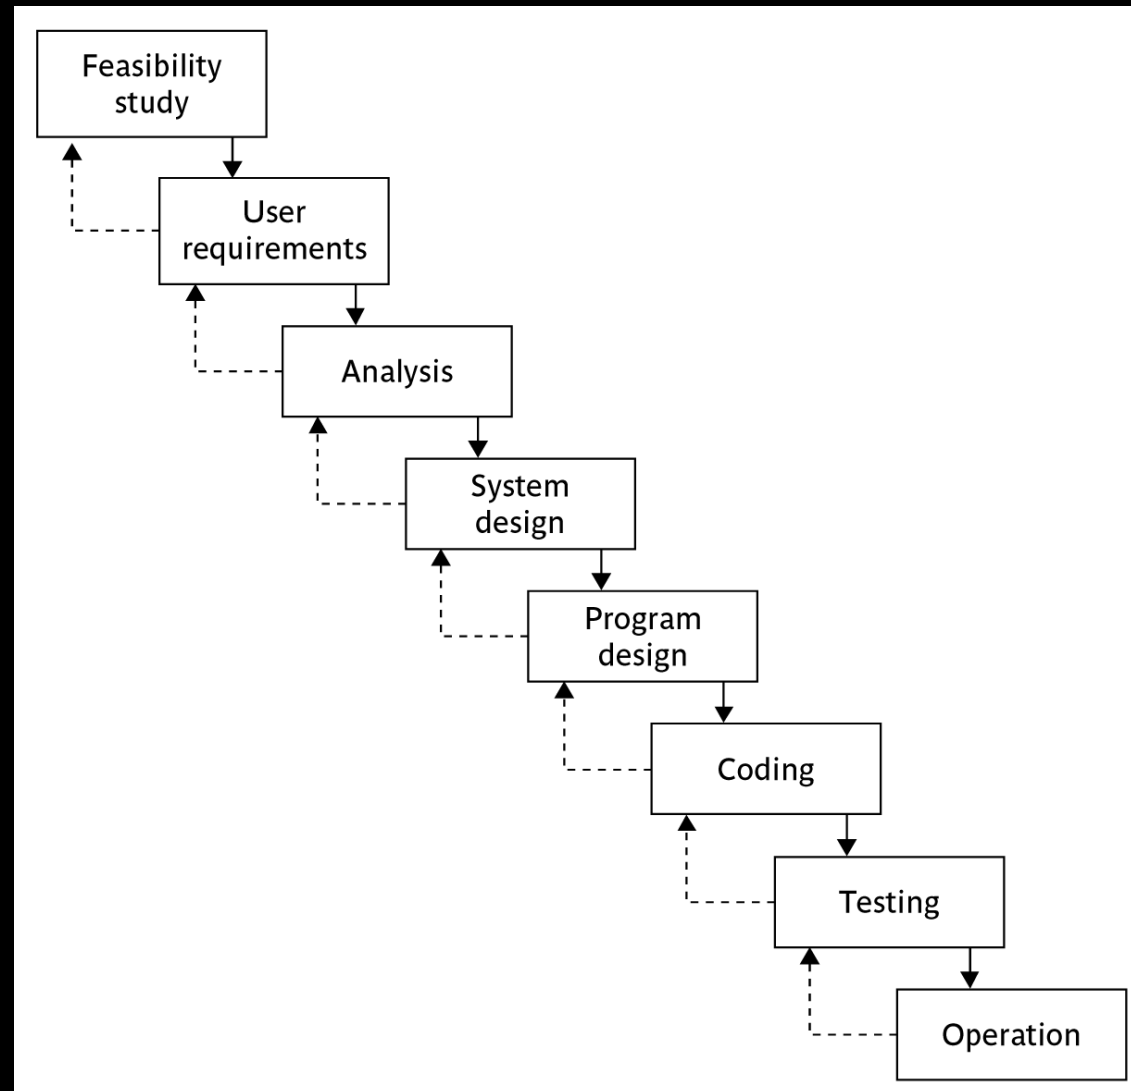 Feasibility
study
User
requirements
Analysis
System
design
Program
design
Coding
Testing
Operation